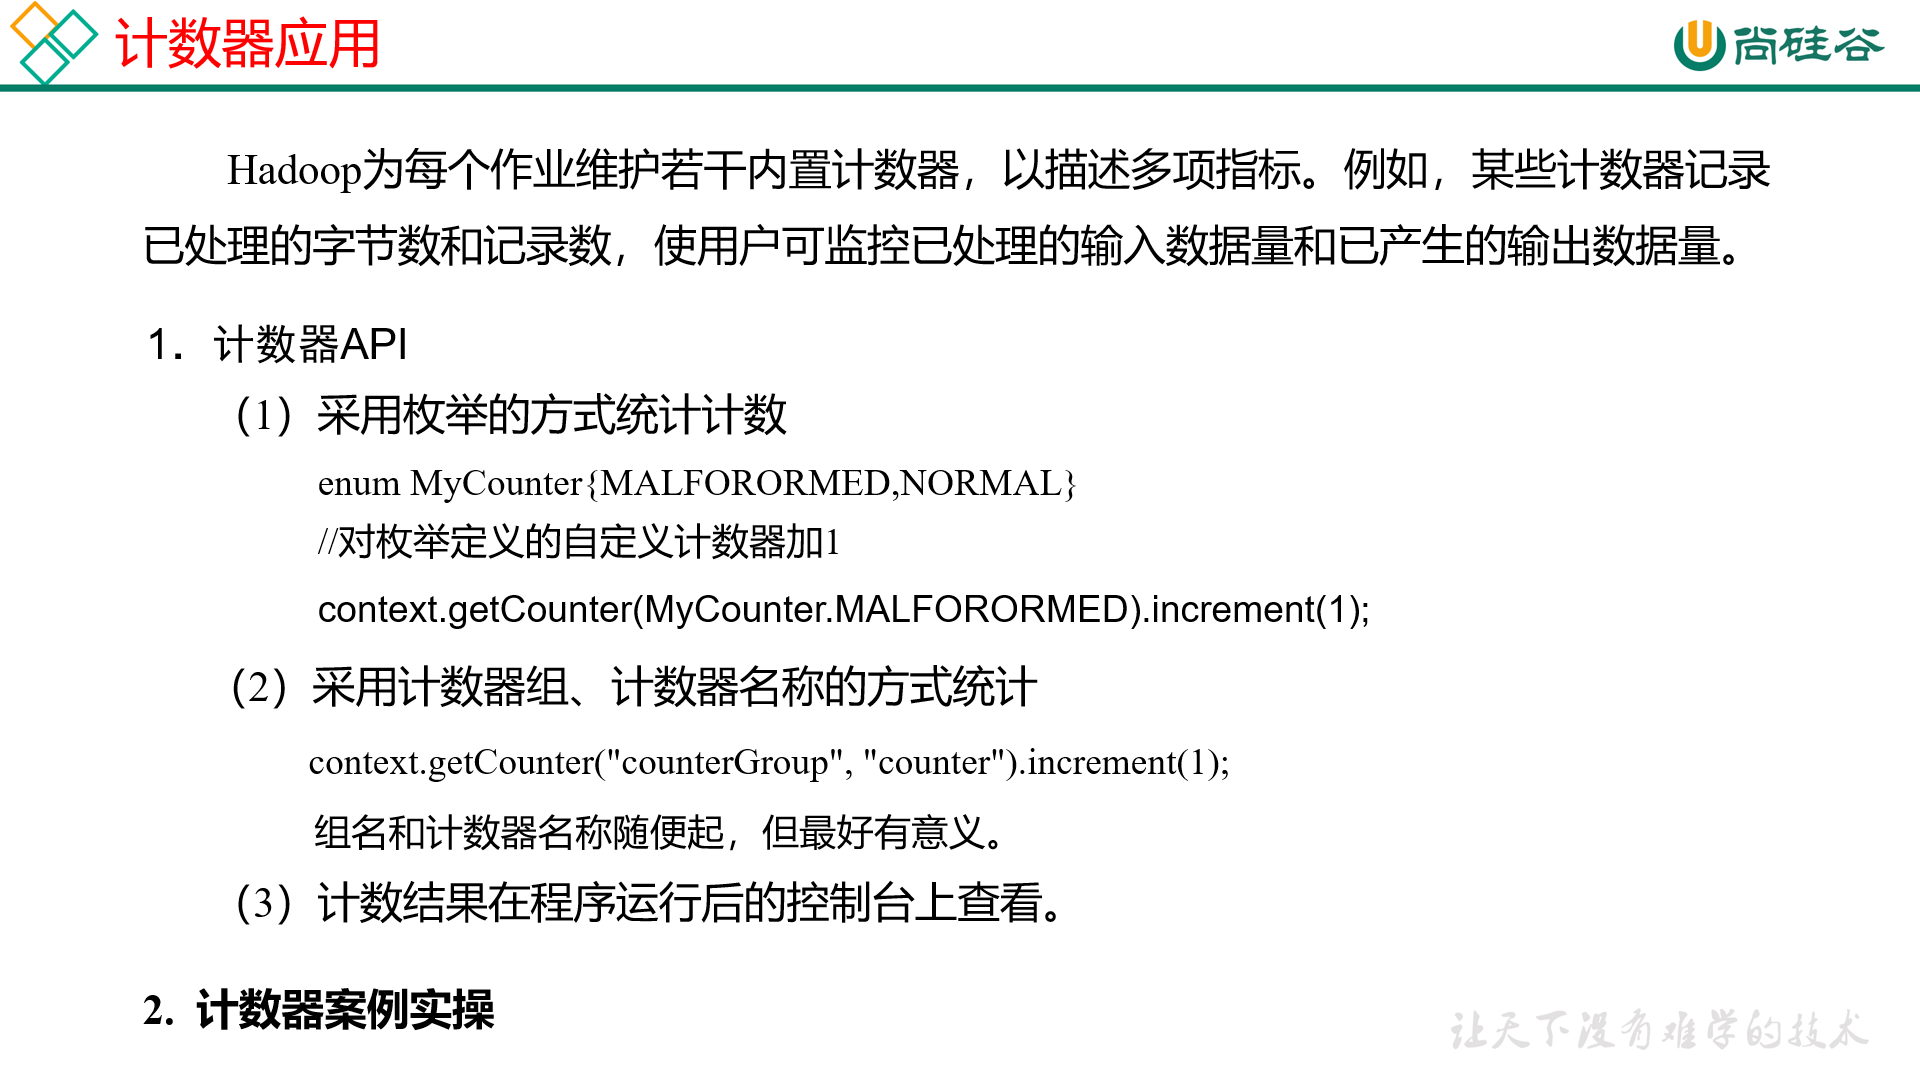 计数器应用
尚硅谷
Hadoop为每个作业维护若干内置计数器，以描述多项指标。例如，某些计数器记录
已处理的字节数和记录数，使用户可监控已处理的输入数据量和已产生的输出数据量。
1．计数器API
（1）采用枚举的方式统计计数
enum MyCounter{MALFORORMED,NORMAL}
//对枚举定义的自定义计数器加1
context.getCounter(MyCounter.MALFORORMED).increment(1);
（2）采用计数器组、计数器名称的方式统计
context.getCounter("counterGroup", "counter").increment(1);
组名和计数器名称随便起，但最好有意义。
（3）计数结果在程序运行后的控制台上查看。
2. 计数器案例实操
让天下没有难学的技术